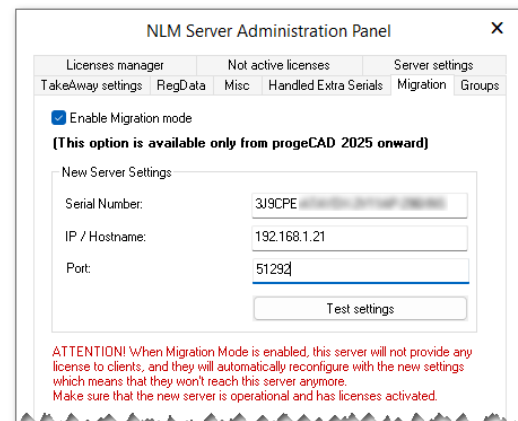 NLM Server Administration Panel
Licenses manager Not active licenses Server settings
TakeAway settings RegData Misc Handled Extra Serials Migration Groups
Enable Migration mode
(This option is available only from progeCAD 2025 onward)
New Server Settings
Serial Number: 3J9CPE
IP / Hostname: 192.168.1.21
Port: 51292
Test settings
ATTENTION! When Migration Mode is enabled, this server will not provide any
license to clients, and they will automatically reconfigure with the new settings
which means that they won't reach this server anymore.
Make sure that the new server is operational and has licenses activated.